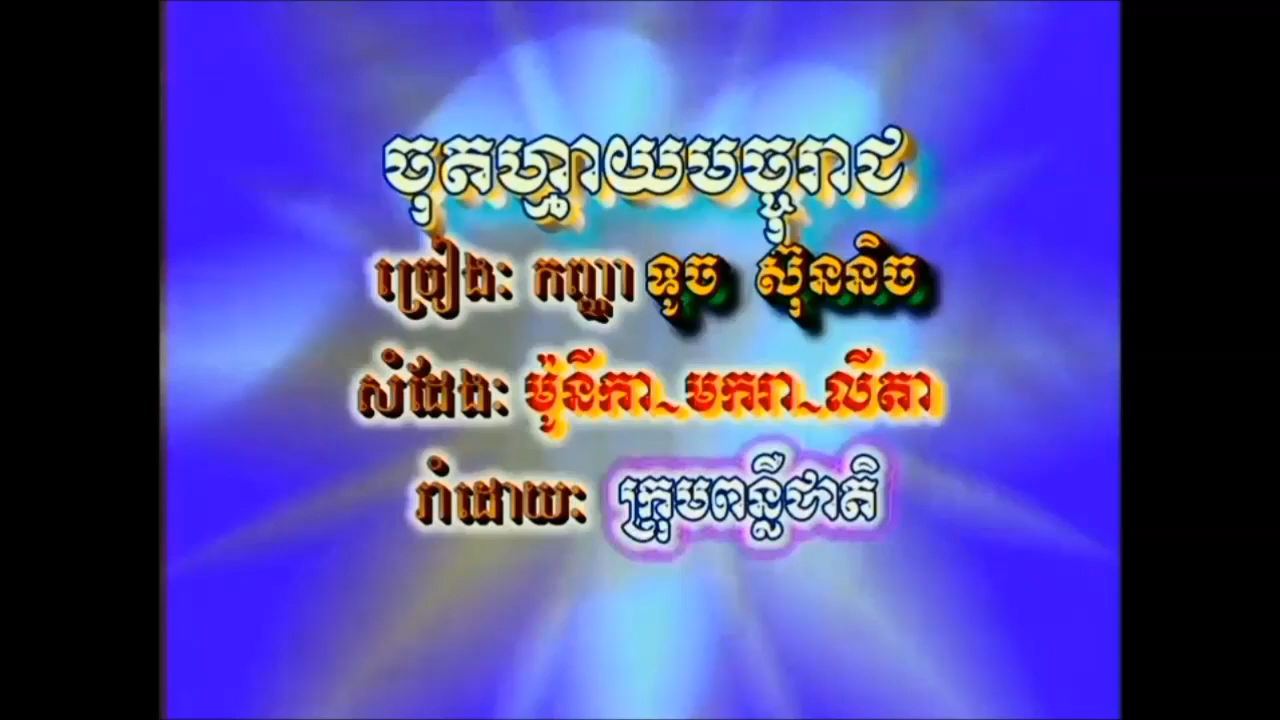 ចុតហ្មាយមច្ចុរាជ
ច្រៀងៈ កញ្ញា ទូច ស៊ុននិច
សំដែងៈ ម៉ូនីកា_មករា_លីតា
រាំដោយៈ ក្រុមពន្លឺជាតិ